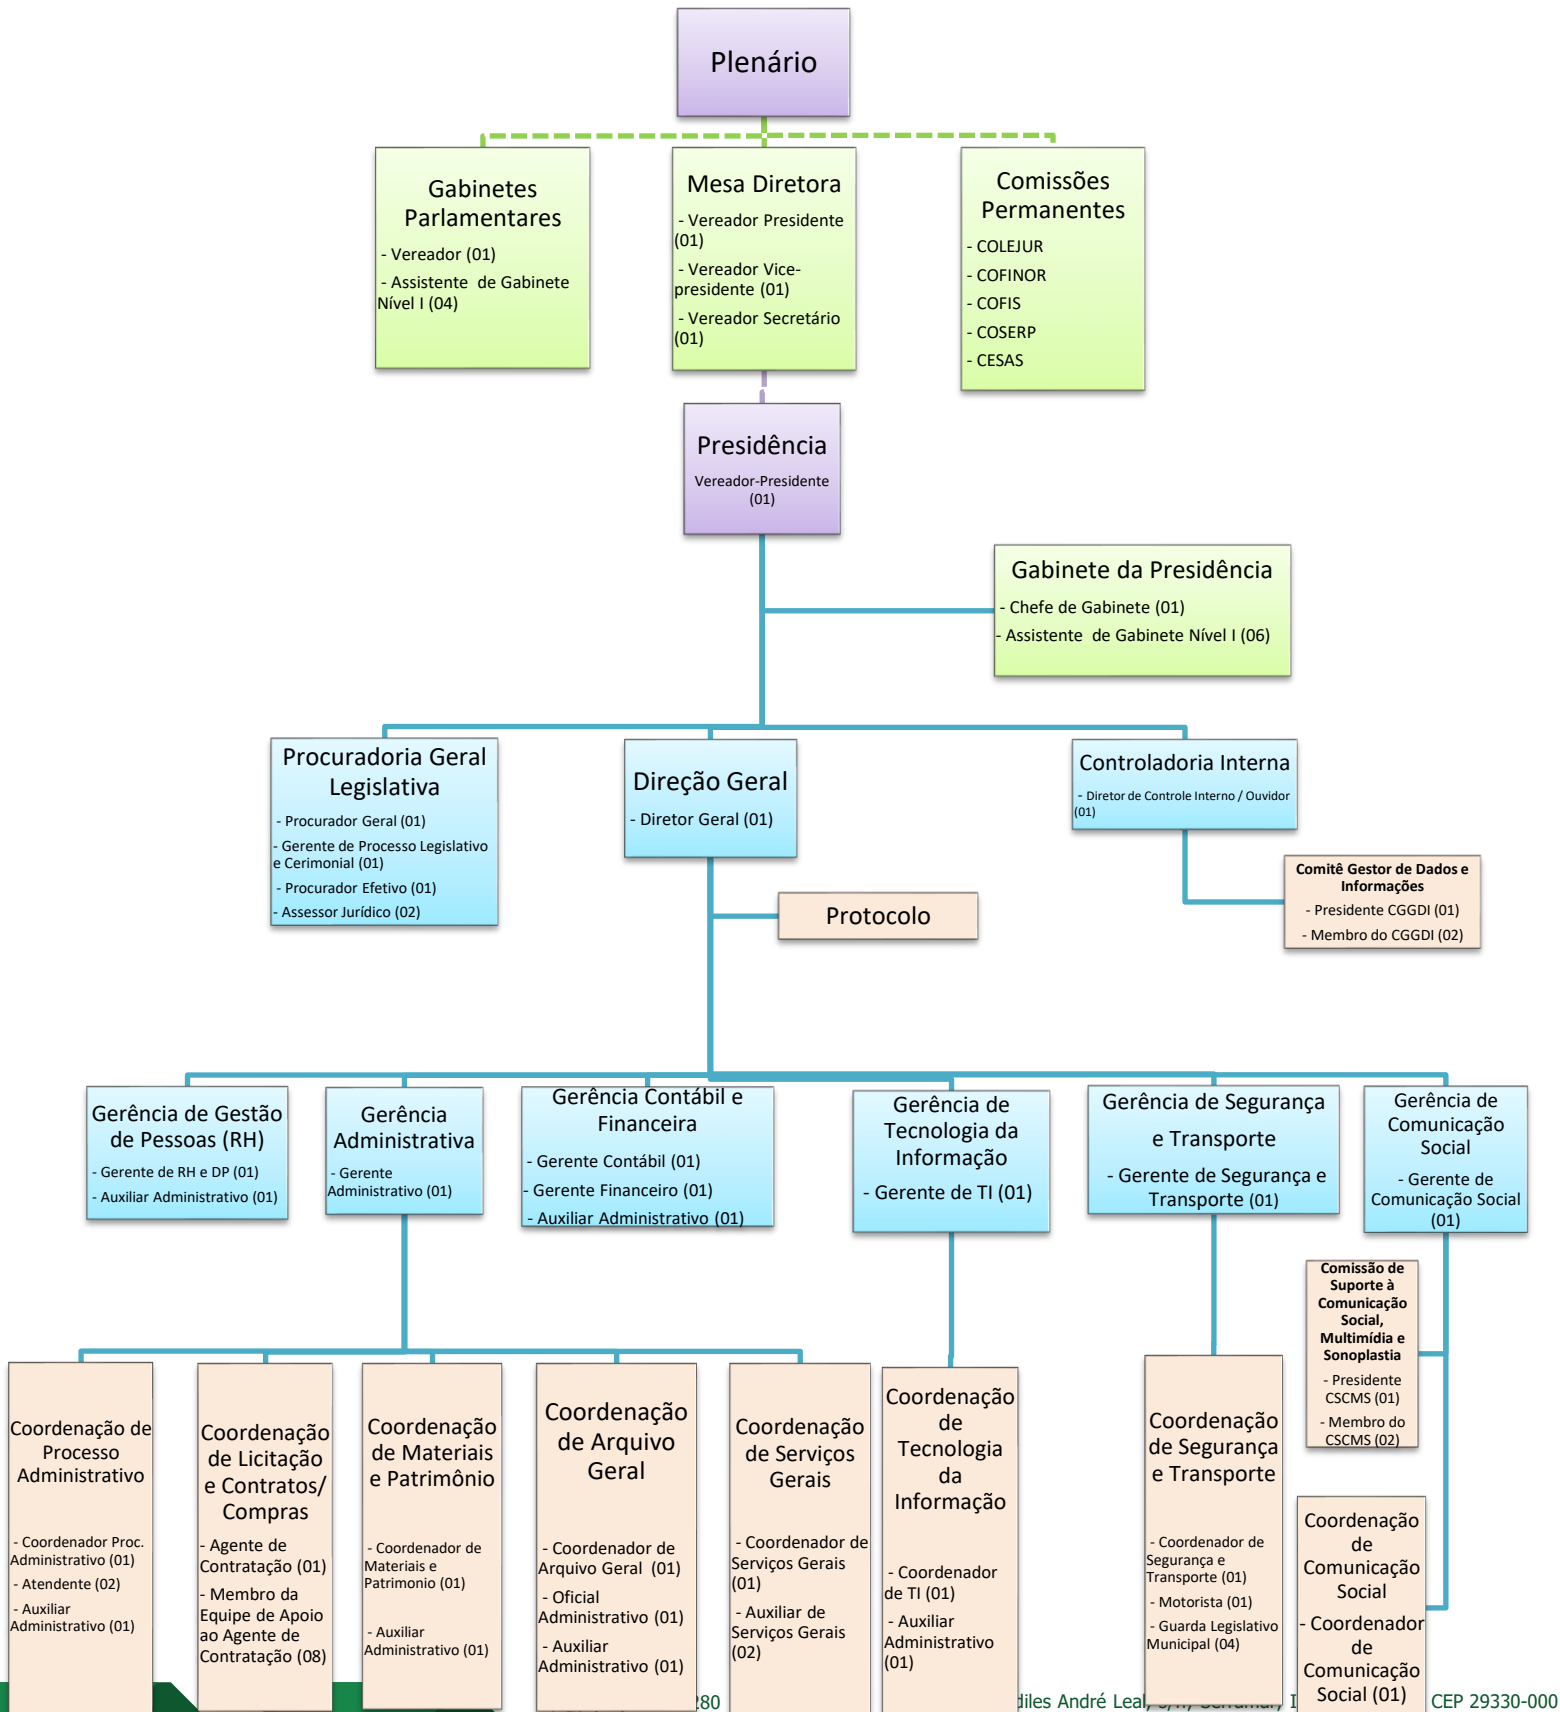 Plenário
Gabinetes
Parlamentares
- Vereador (01)
- Assistente de Gabinete
Nível I (04)
Mesa Diretora
- Vereador Presidente
(01)
- Vereador Vice-
presidente (01)
- Vereador Secretário
(01)
Comissões
Permanentes
- COLEJUR
- COFINOR
- COFIS
- COSERP
- CESAS
Presidência
Vereador-Presidente
(01)
Gabinete da Presidência
- Chefe de Gabinete (01)
- Assistente de Gabinete Nível I (06)
Procuradoria Geral
Legislativa
- Procurador Geral (01)
- Gerente de Processo Legislativo
e Cerimonial (01)
- Procurador Efetivo (01)
- Assessor Jurídico (02)
Direção Geral
- Diretor Geral (01)
Controladoria Interna
- Diretor de Controle Interno / Ouvidor
(01)
Comitê Gestor de Dados e
Informações
- Presidente CGGDI (01)
- Membro do CGGDI (02)
Protocolo
Gerência de Gestão
de Pessoas (RH)
- Gerente de RH e DP (01)
- Auxiliar Administrativo (01)
Gerência
Administrativa
- Gerente
Administrativo (01)
Gerência Contábil e
Financeira
- Gerente Contábil (01)
- Gerente Financeiro (01)
- Auxiliar Administrativo (01)
Gerência de
Tecnologia da
Informação
- Gerente de TI (01)
Gerência de Segurança
e Transporte
- Gerente de Segurança e
Transporte (01)
Gerência de
Comunicação
Social
- Gerente de
Comunicação Social
(01)
Comissão de
Suporte à
Comunicação
Social,
Multimídia e
Sonoplastia
- Presidente
CSCMS (01)
- Membro do
CSCMS (02)
Coordenação de
Processo
Administrativo
- Coordenador Proc.
Administrativo (01)
- Atendente (02)
- Auxiliar
Administrativo (01)
Coordenação
de Licitação
e Contratos/
Compras
- Agente de
Contratação (01)
- Membro da
Equipe de Apoio
ao Agente de
Contratação (08)
Coordenação
de Materiais
e Patrimônio
- Coordenador de
Materiais e
Patrimonio (01)
- Auxiliar
Administrativo (01)
Coordenação
de Arquivo
Geral
- Coordenador de
Arquivo Geral (01)
- Oficial
Administrativo (01)
- Auxiliar
Administrativo (01)
Coordenação
de Serviços
Gerais
- Coordenador de
Serviços Gerais
(01)
- Auxiliar de
Serviços Gerais
(02)
Coordenação
de
Tecnologia
da
Informação
- Coordenador
de TI (01)
- Auxiliar
Administrativo
(01)
Coordenação
de Segurança
e Transporte
- Coordenador de
Segurança e
Transporte (01)
- Motorista (01)
- Guarda Legislativo
Municipal (04)
Coordenação
de
Comunicação
Social
- Coordenador
de
Comunicação
Social (01)
280 André Leal, CEP 29330-000